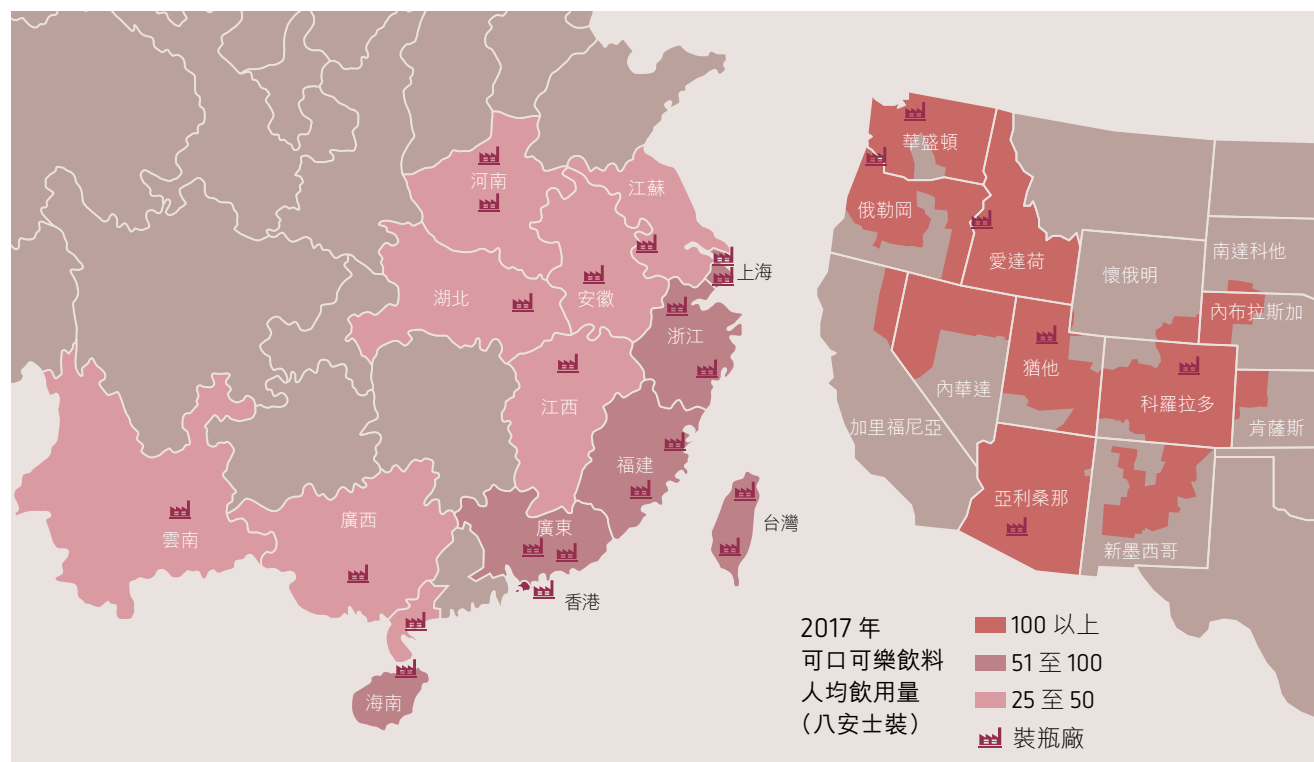 河南
江蘇
上海
湖北
安徽
浙江
江西
福建
廣東
台灣
廣西
雲南
香港
海南
華盛頓
俄勒岡
愛達荷
懷俄明
南達科他
內布拉斯加
猶他
內華達
科羅拉多
加里福尼亞
肯薩斯
亞利桑那
新墨西哥
2017 年
可口可樂飲料
人均飲用量
（八安士裝）
100 以上
51 至 100
25 至 50
裝瓶廠